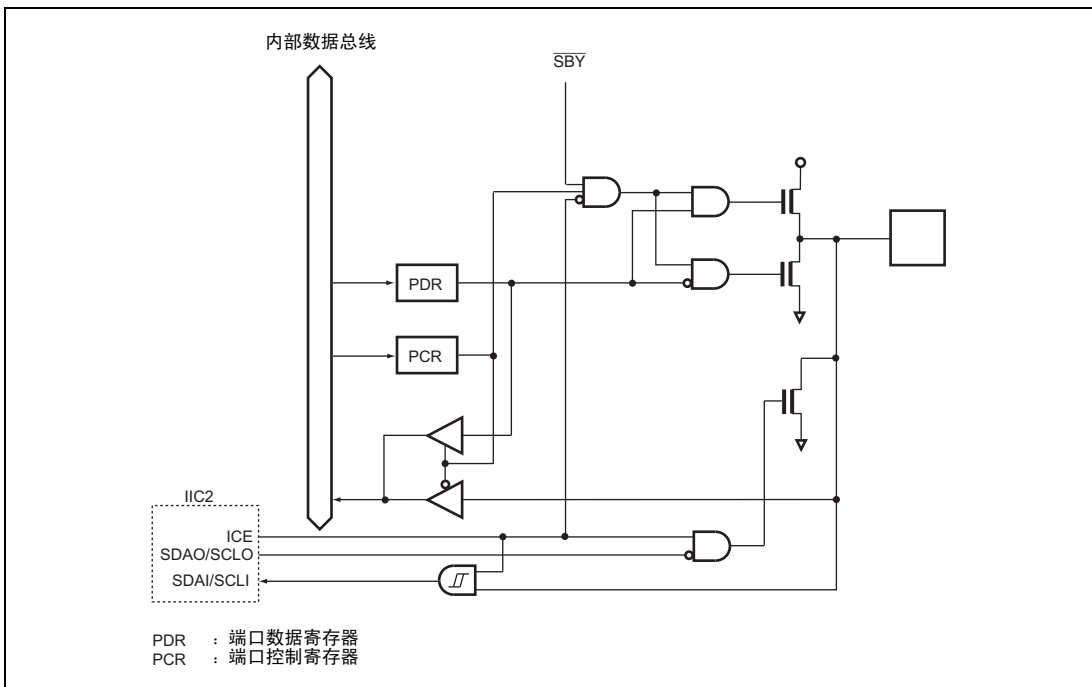 内部数据总线
SBY
PDR
PCR
IIC2
ICE
SDAO/SCLO
SDAI/SCLI
PDR : 端口数据寄存器
PCR : 端口控制寄存器